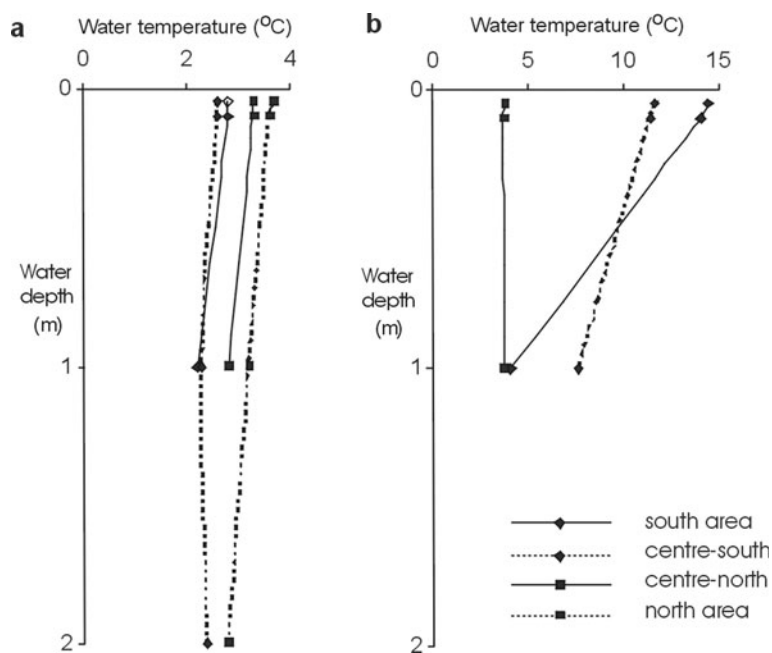 a
Water temperature (°C)
0 2 4
0
Water
depth
(m)
1
2
b
Water temperature (°C)
0 5 10 15
0
Water
depth
(m)
1
2
south area
centre-south
centre-north
north area